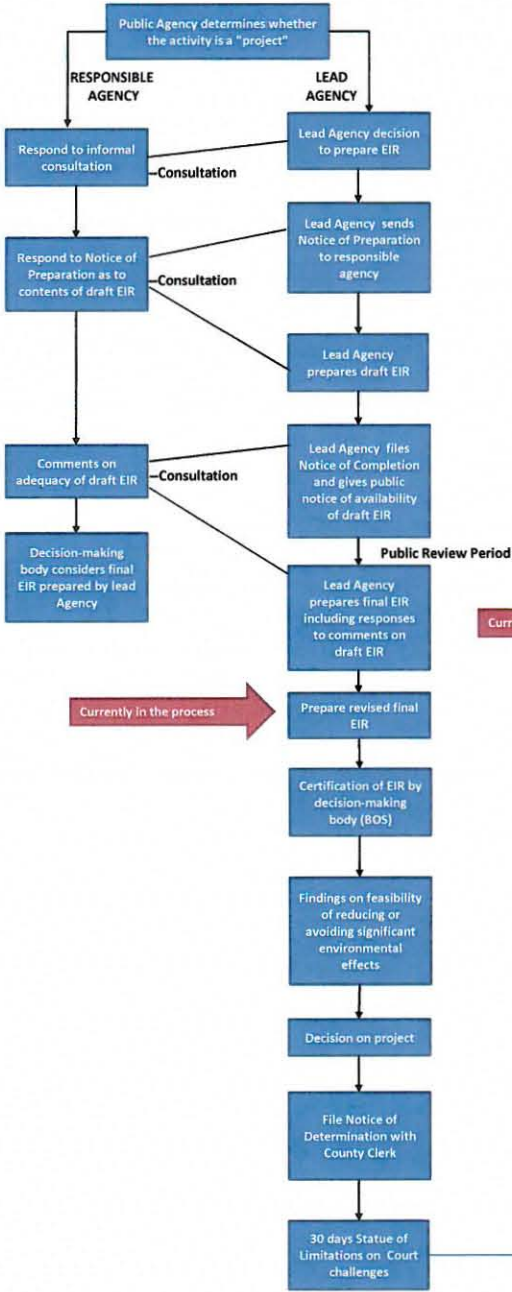 Public Agency determines whether
the activity is a "project"
RESPONSIBLE
AGENCY
LEAD
AGENCY
Respond to informal
consultation
Consultation
Lead Agency decision
to prepare EIR
Respond to Notice of
Preparation as to
contents of draft EIR
Consultation
Lead Agency sends
Notice of Preparation
to responsible
agency
Lead Agency
prepares draft EIR
Comments on
adequacy of draft EIR
Consultation
Lead Agency files
Notice of Completion
and gives public
notice of availability
of draft EIR
Public Review Period
Decision-making
body considers final
EIR prepared by lead
Agency
Lead Agency
prepares final EIR
including responses
to comments on
draft EIR
Curr
Currently in the process
Prepare revised final
EIR
Certification of EIR by
decision-making
body (BOS)
Findings on feasibility
of reducing or
avoiding significant
environmental
effects
Decision on project
File Notice of
Determination with
County Clerk
30 days Statue of
Limitations on Court
challenges